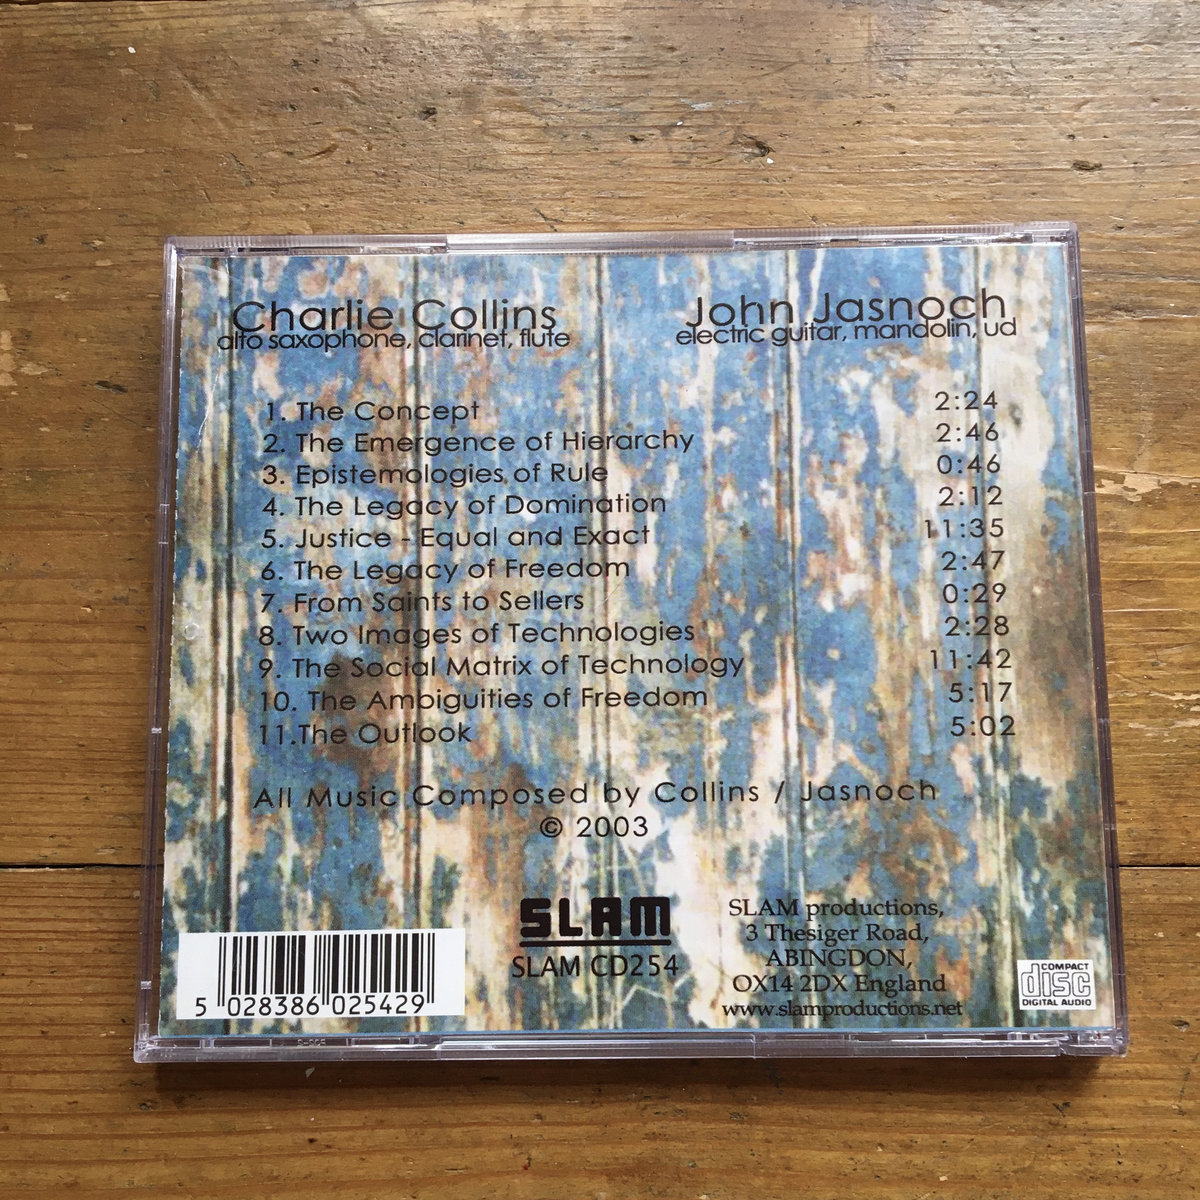 Charlie Collins
alto saxophone, clarinet, flute
John Jasnoch
electric guitar, mandolin, ud
1. The Concept 2:24
2. The Emergence of Hierarchy 2:46
3. Epistemologies of Rule 0:46
4. The Legacy of Domination 2:12
5. Justice - Equal and Exact 11:35
6. The Legacy of Freedom 2:47
7. From Saints to Sellers 0:29
8. Two Images of Technologies 2:28
9. The Social Matrix of Technology 11:42
10. The Ambiguities of Freedom 5:17
11.The Outlook 5:02
All Music Composed by Collins / Jasnoch
© 2003
SLAM
SLAM CD254
SLAM productions,
3 Thesiger Road,
ABINGDON,
OX14 2DX England
www.slamproductions.net
5 028386 025429
COMPACT
disc
DIGITAL AUDIO